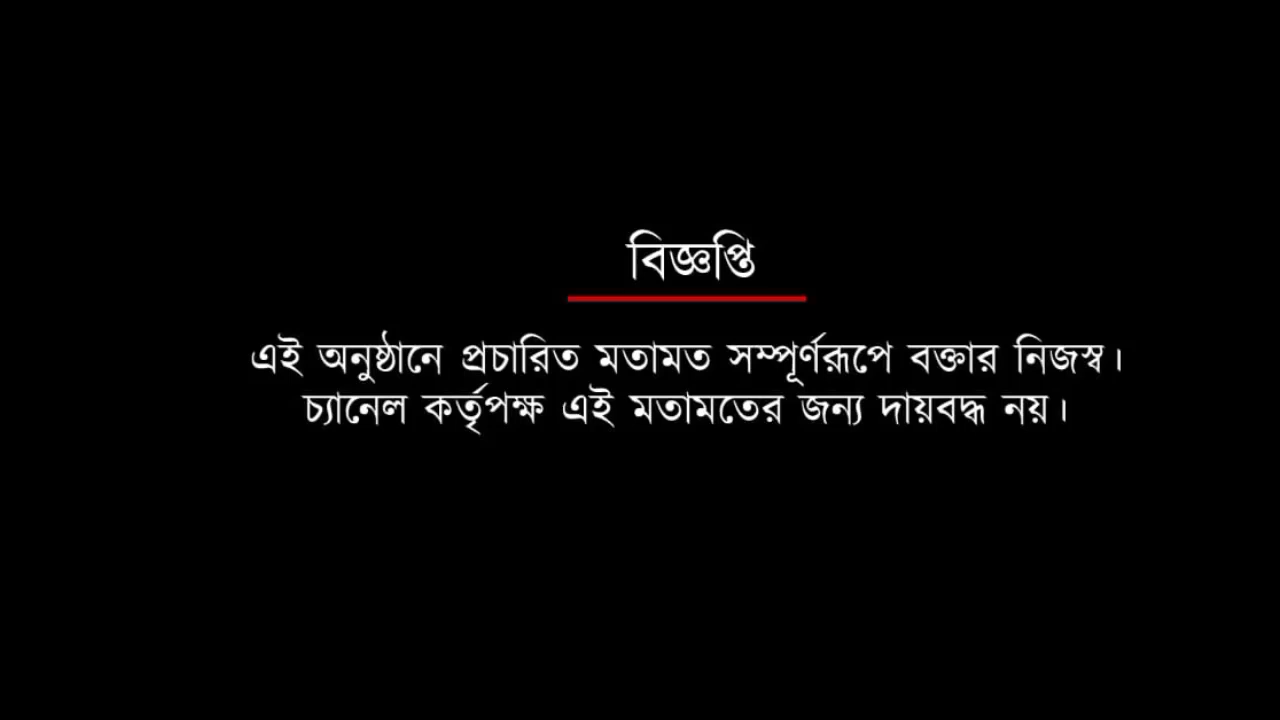 বিজ্ঞপ্তি
এই অনুষ্ঠানে প্রচারিত মতামত সম্পূর্ণরূপে বক্তার নিজস্ব।
চ্যানেল কর্তৃপক্ষ এই মতামতের জন্য দায়বদ্ধ নয়।